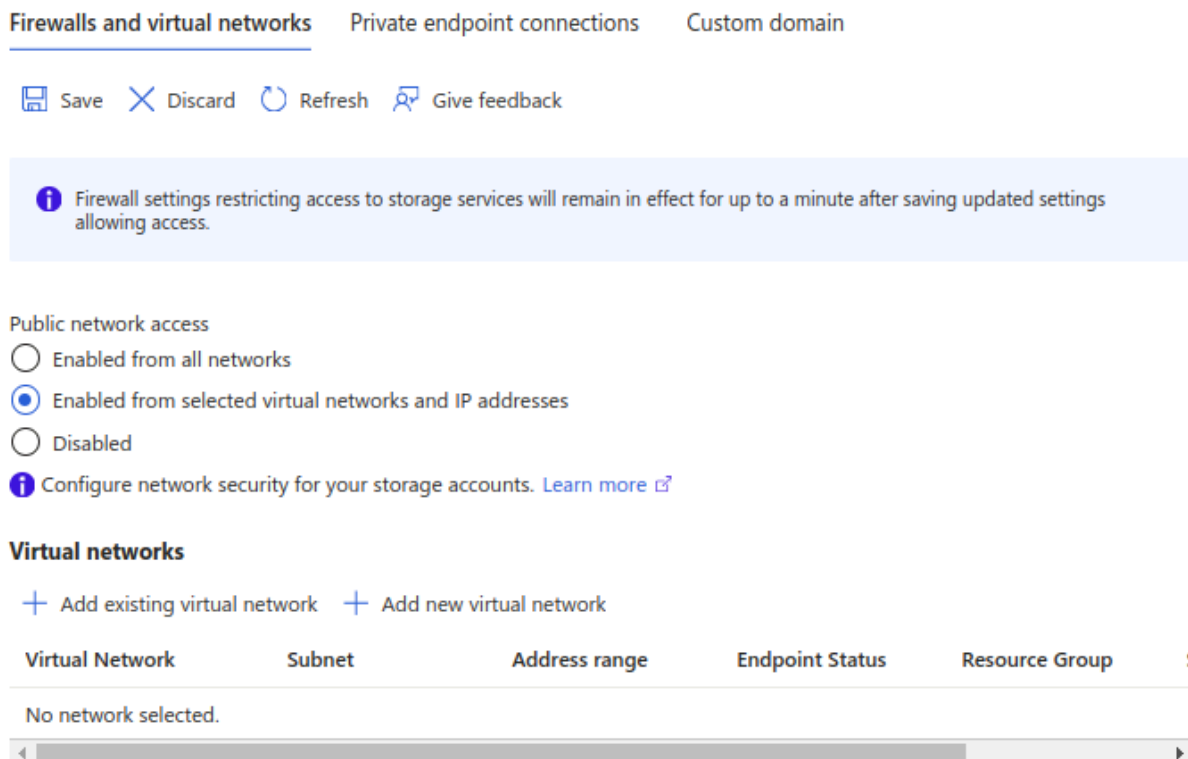 Firewalls and virtual networks Private endpoint connections Custom domain
Save Discard Refresh Give feedback
Firewall settings restricting access to storage services will remain in effect for up to a minute after saving updated settings
allowing access.
Public network access
Enabled from all networks
Enabled from selected virtual networks and IP addresses
Disabled
Configure network security for your storage accounts. Learn more
Virtual networks
Add existing virtual network Add new virtual network
Virtual Network Subnet Address range Endpoint Status Resource Group
No network selected.